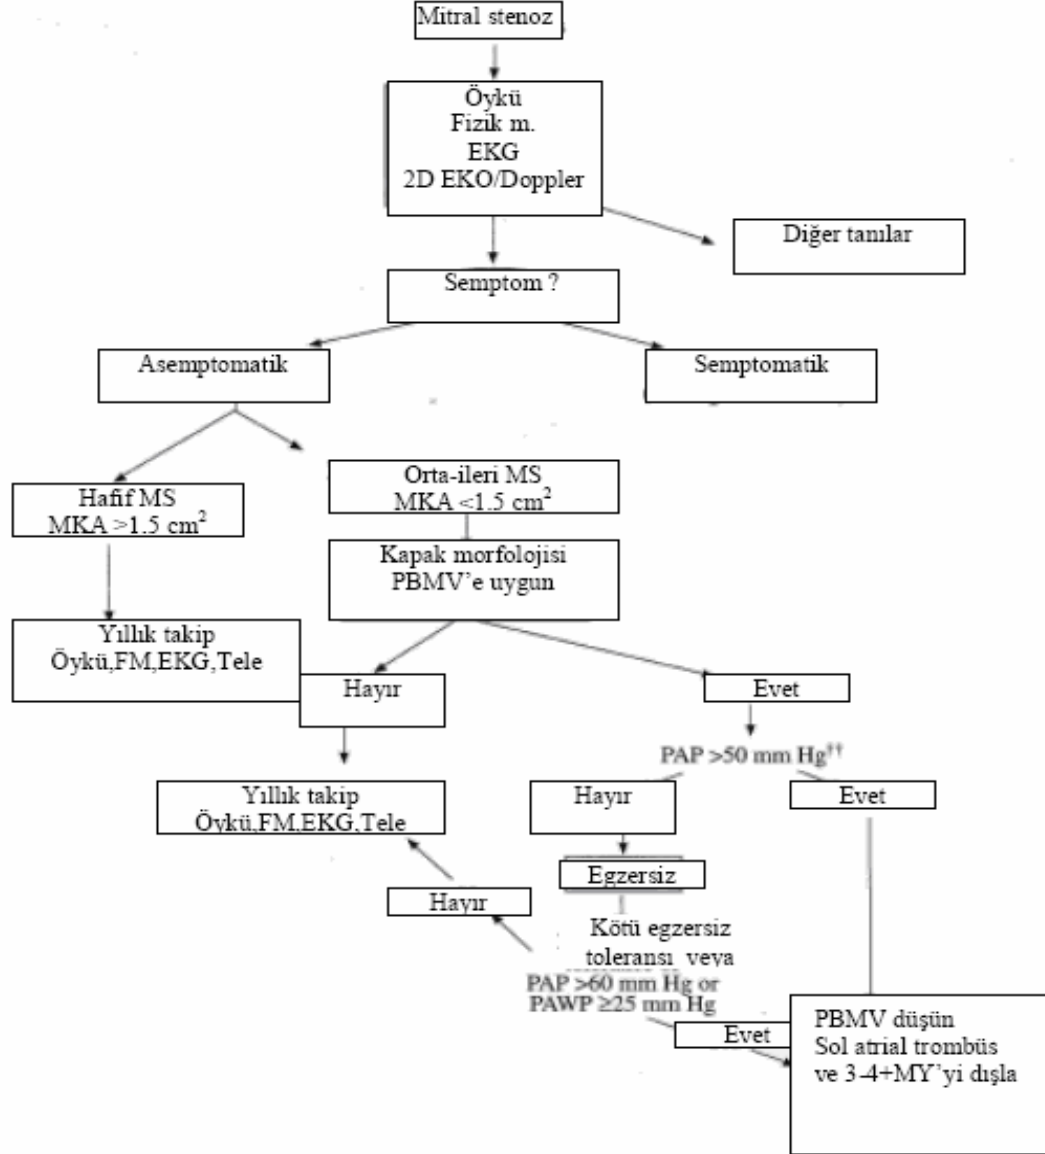 Mitral stenoz
Öykü
Fizik m.
EKG
2D EKO/Doppler
Diğer tanılar
Semptom ?
Asemptomatik
Semptomatik
Hafif MS
MKA >1.5 cm²
Orta-ileri MS
MKA <1.5 cm²
Kapak morfolojisi
PBMV’e uygun
Yıllık takip
Öykü,FM,EKG,Tele
Hayır
Evet
PAP >50 mm Hg††
Yıllık takip
Öykü,FM,EKG,Tele
Hayır
Evet
Egzersiz
Hayır
Kötü egzersiz
toleransı veya
PAP >60 mm Hg or
PAWP ≥25 mm Hg
Evet
PBMV düşün
Sol atrial trombüs
ve 3-4+MY’yi dışla